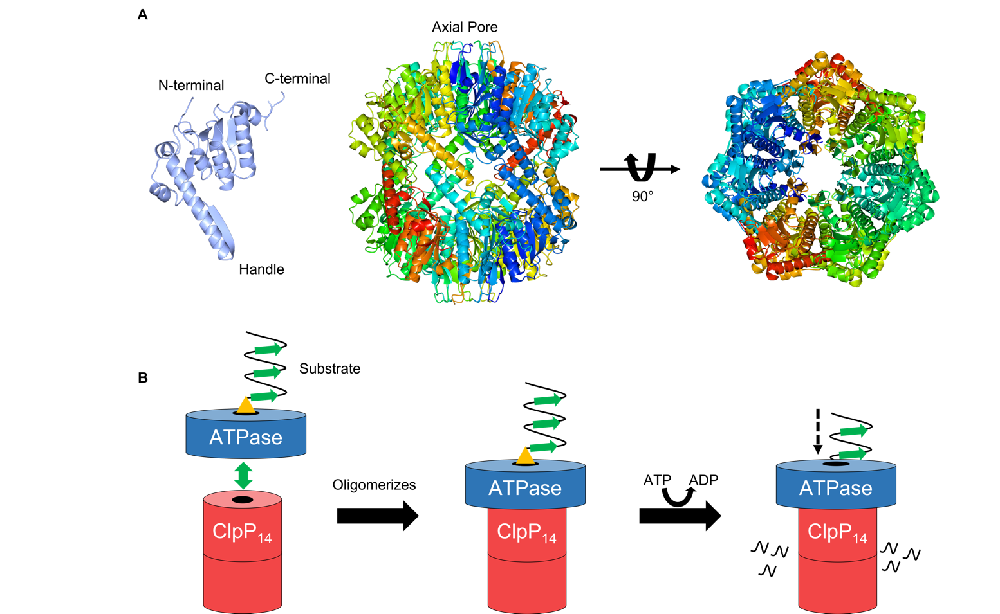 A
Axial Pore
N-terminal
C-terminal
90°
Handle
B
Substrate
ATPase
ClpP14
Oligomerizes
ATPase
ClpP14
ATP ADP
ATPase
ClpP14